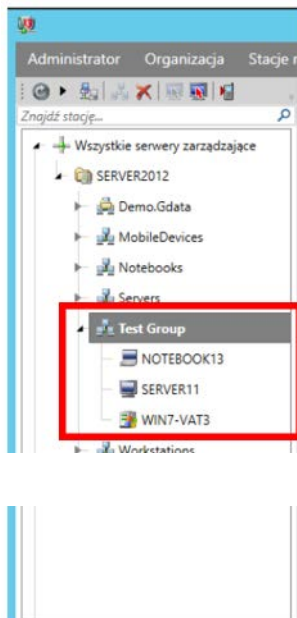 Administrator Organizacja Stacje
Znajdź stację...
Wszystkie serwery zarządzające
SERVER2012
Demo.Gdata
MobileDevices
Notebooks
Servers
Test Group
NOTEBOOK13
SERVER11
WIN7-VAT3
Workstations